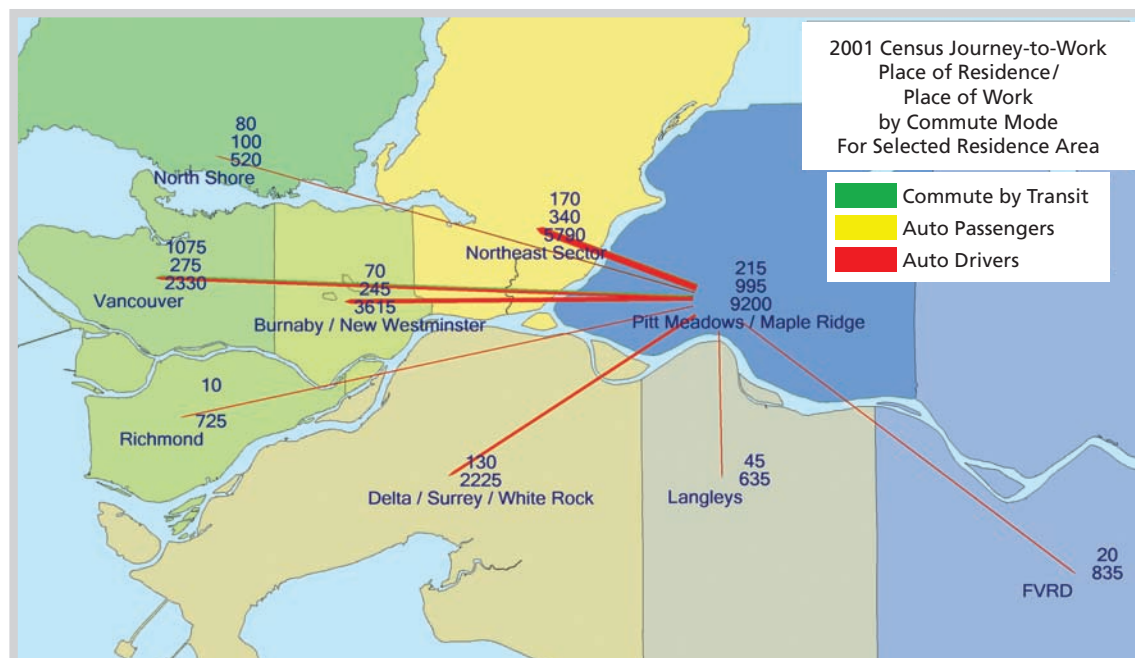 2001 Census Journey-to-Work
Place of Residence/
Place of Work
by Commute Mode
For Selected Residence Area
Commute by Transit
Auto Passengers
Auto Drivers
80
100
520
North Shore
170
340
5790
Northeast Sector
1075
275
2330
Vancouver
70
245
3615
Burnaby / New Westminster
215
995
9200
Pitt Meadows / Maple Ridge
10
725
Richmond
130
2225
Delta / Surrey / White Rock
45
635
Langleys
20
835
FVRD